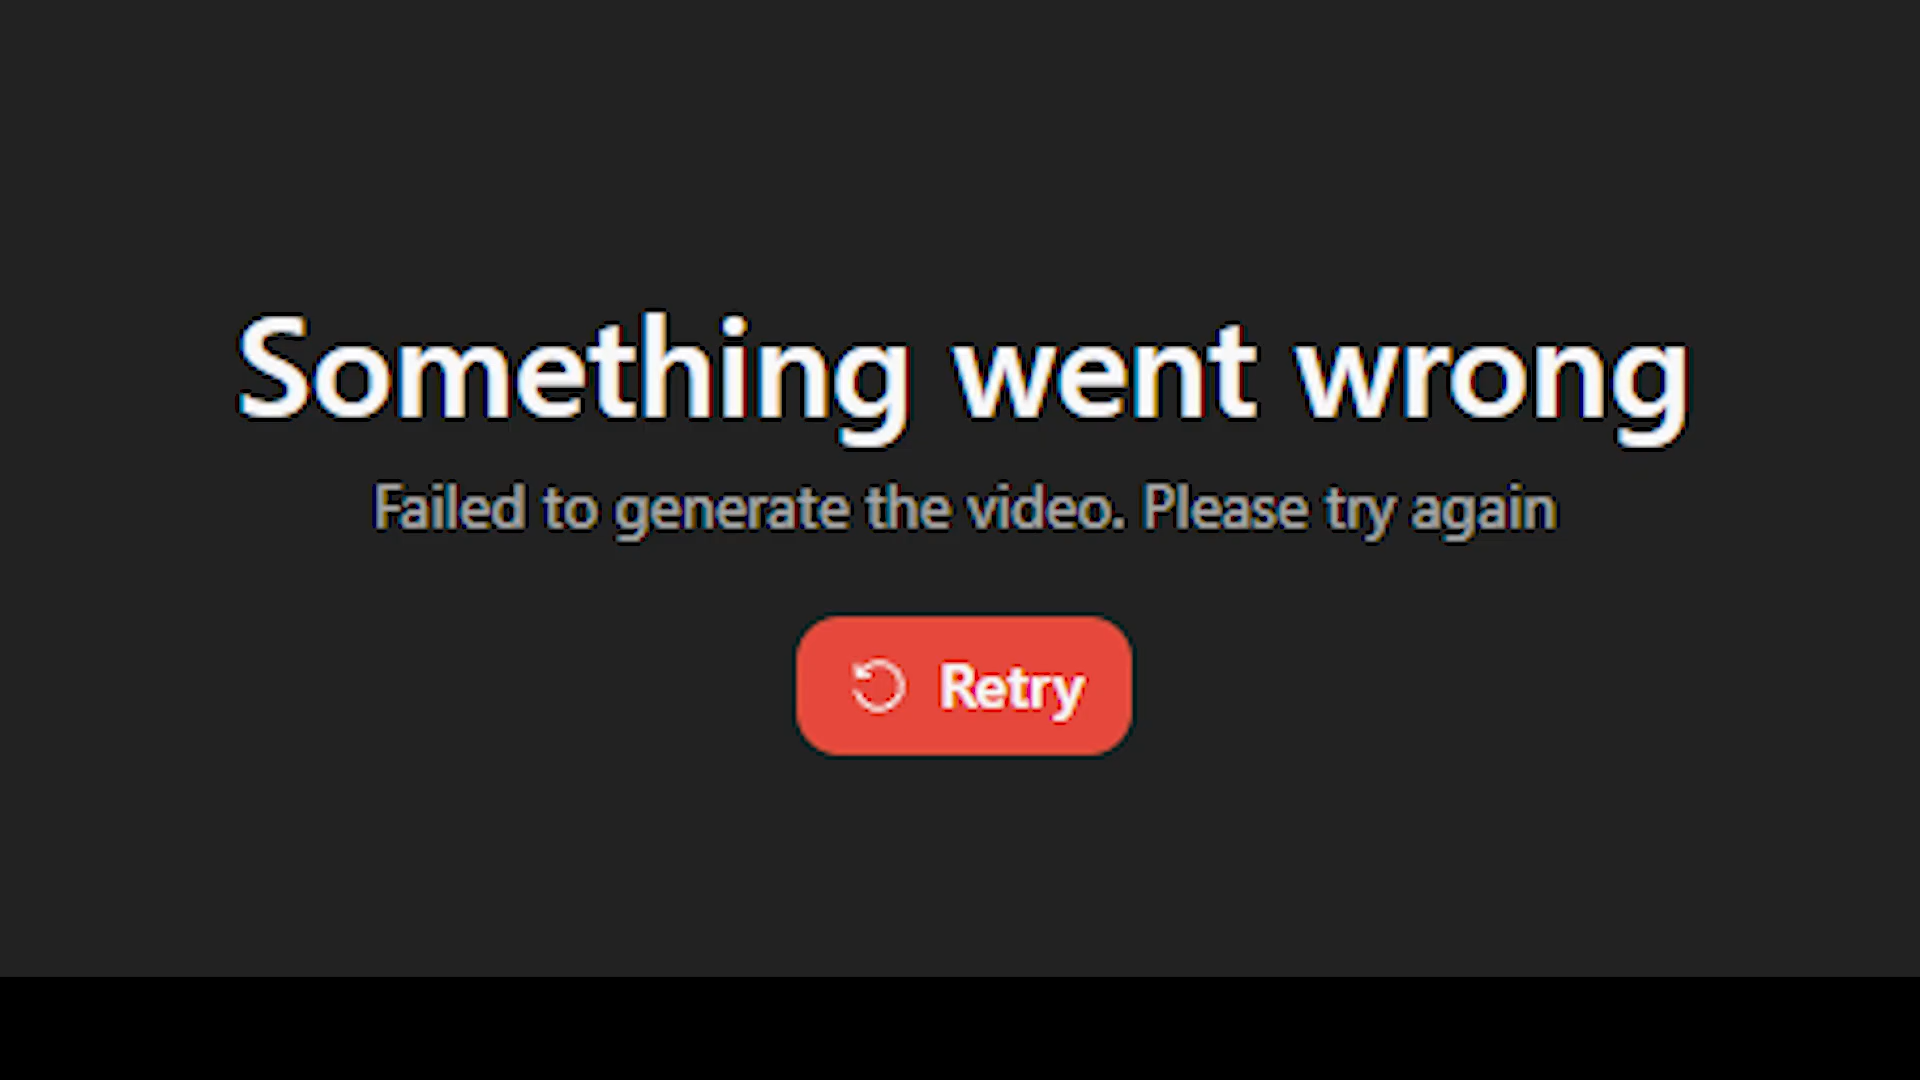 Something went wrong
Failed to generate the video. Please try again
Retry